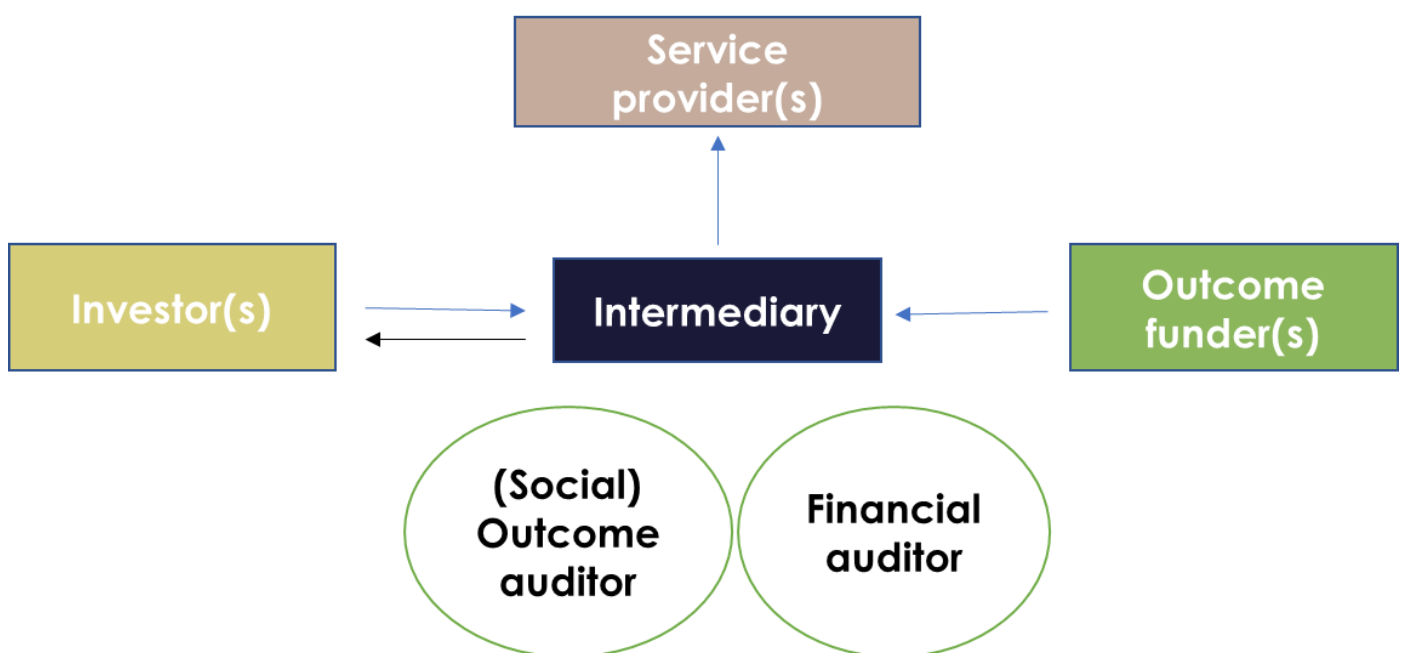 Service
provider(s)
Investor(s)
Intermediary
Outcome
funder(s)
(Social)
Outcome
auditor
Financial
auditor